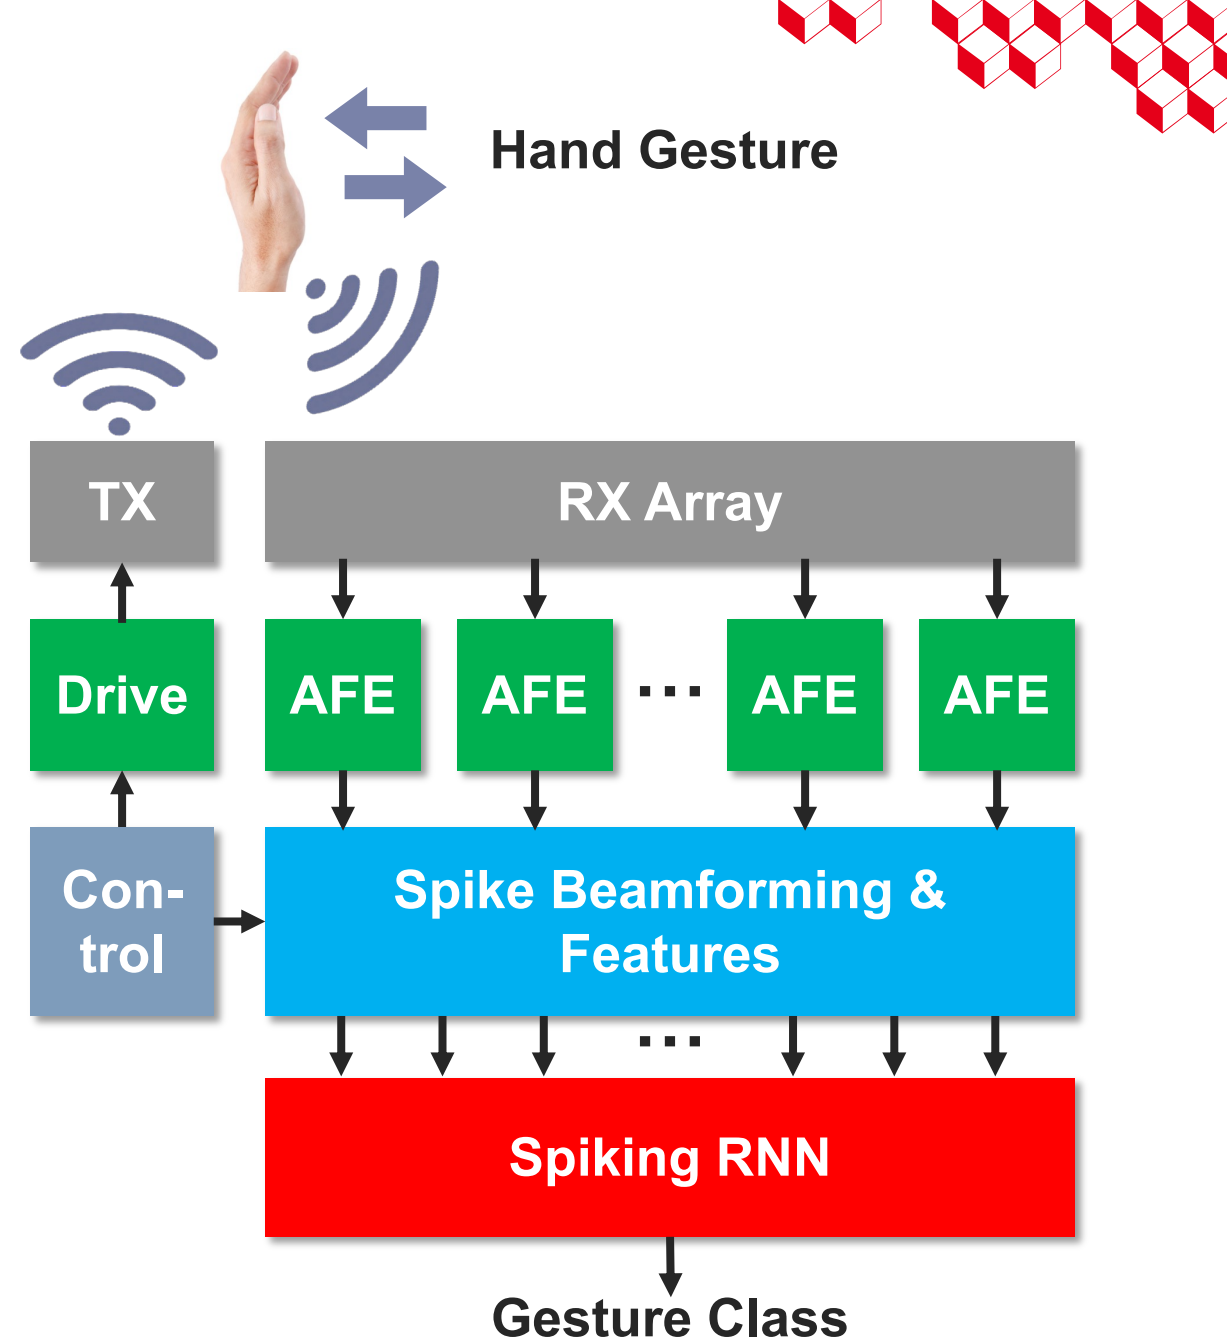 Hand Gesture
TX
RX Array
Drive
AFE
AFE
...
AFE
AFE
Con-
trol
Spike Beamforming &
Features
...
Spiking RNN
Gesture Class